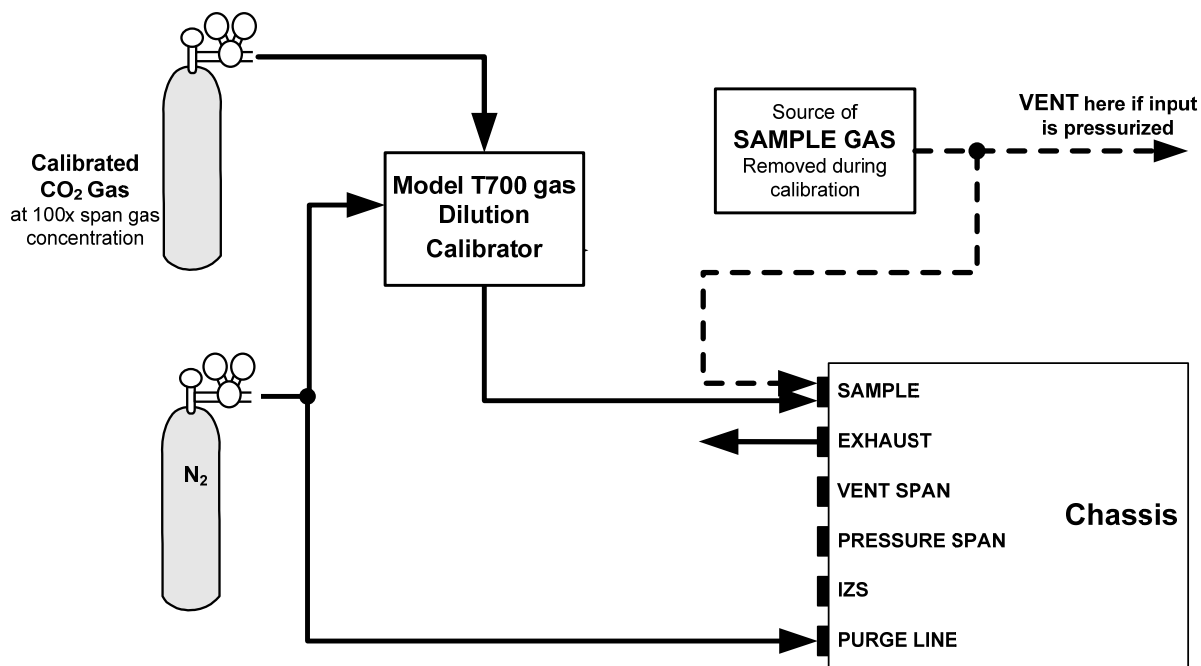 Calibrated
CO₂ Gas
at 100x span gas
concentration
Model T700 gas
Dilution
Calibrator
Source of
SAMPLE GAS
Removed during
calibration
VENT here if input
is pressurized
N₂
SAMPLE
EXHAUST
VENT SPAN
PRESSURE SPAN
IZS
PURGE LINE
Chassis